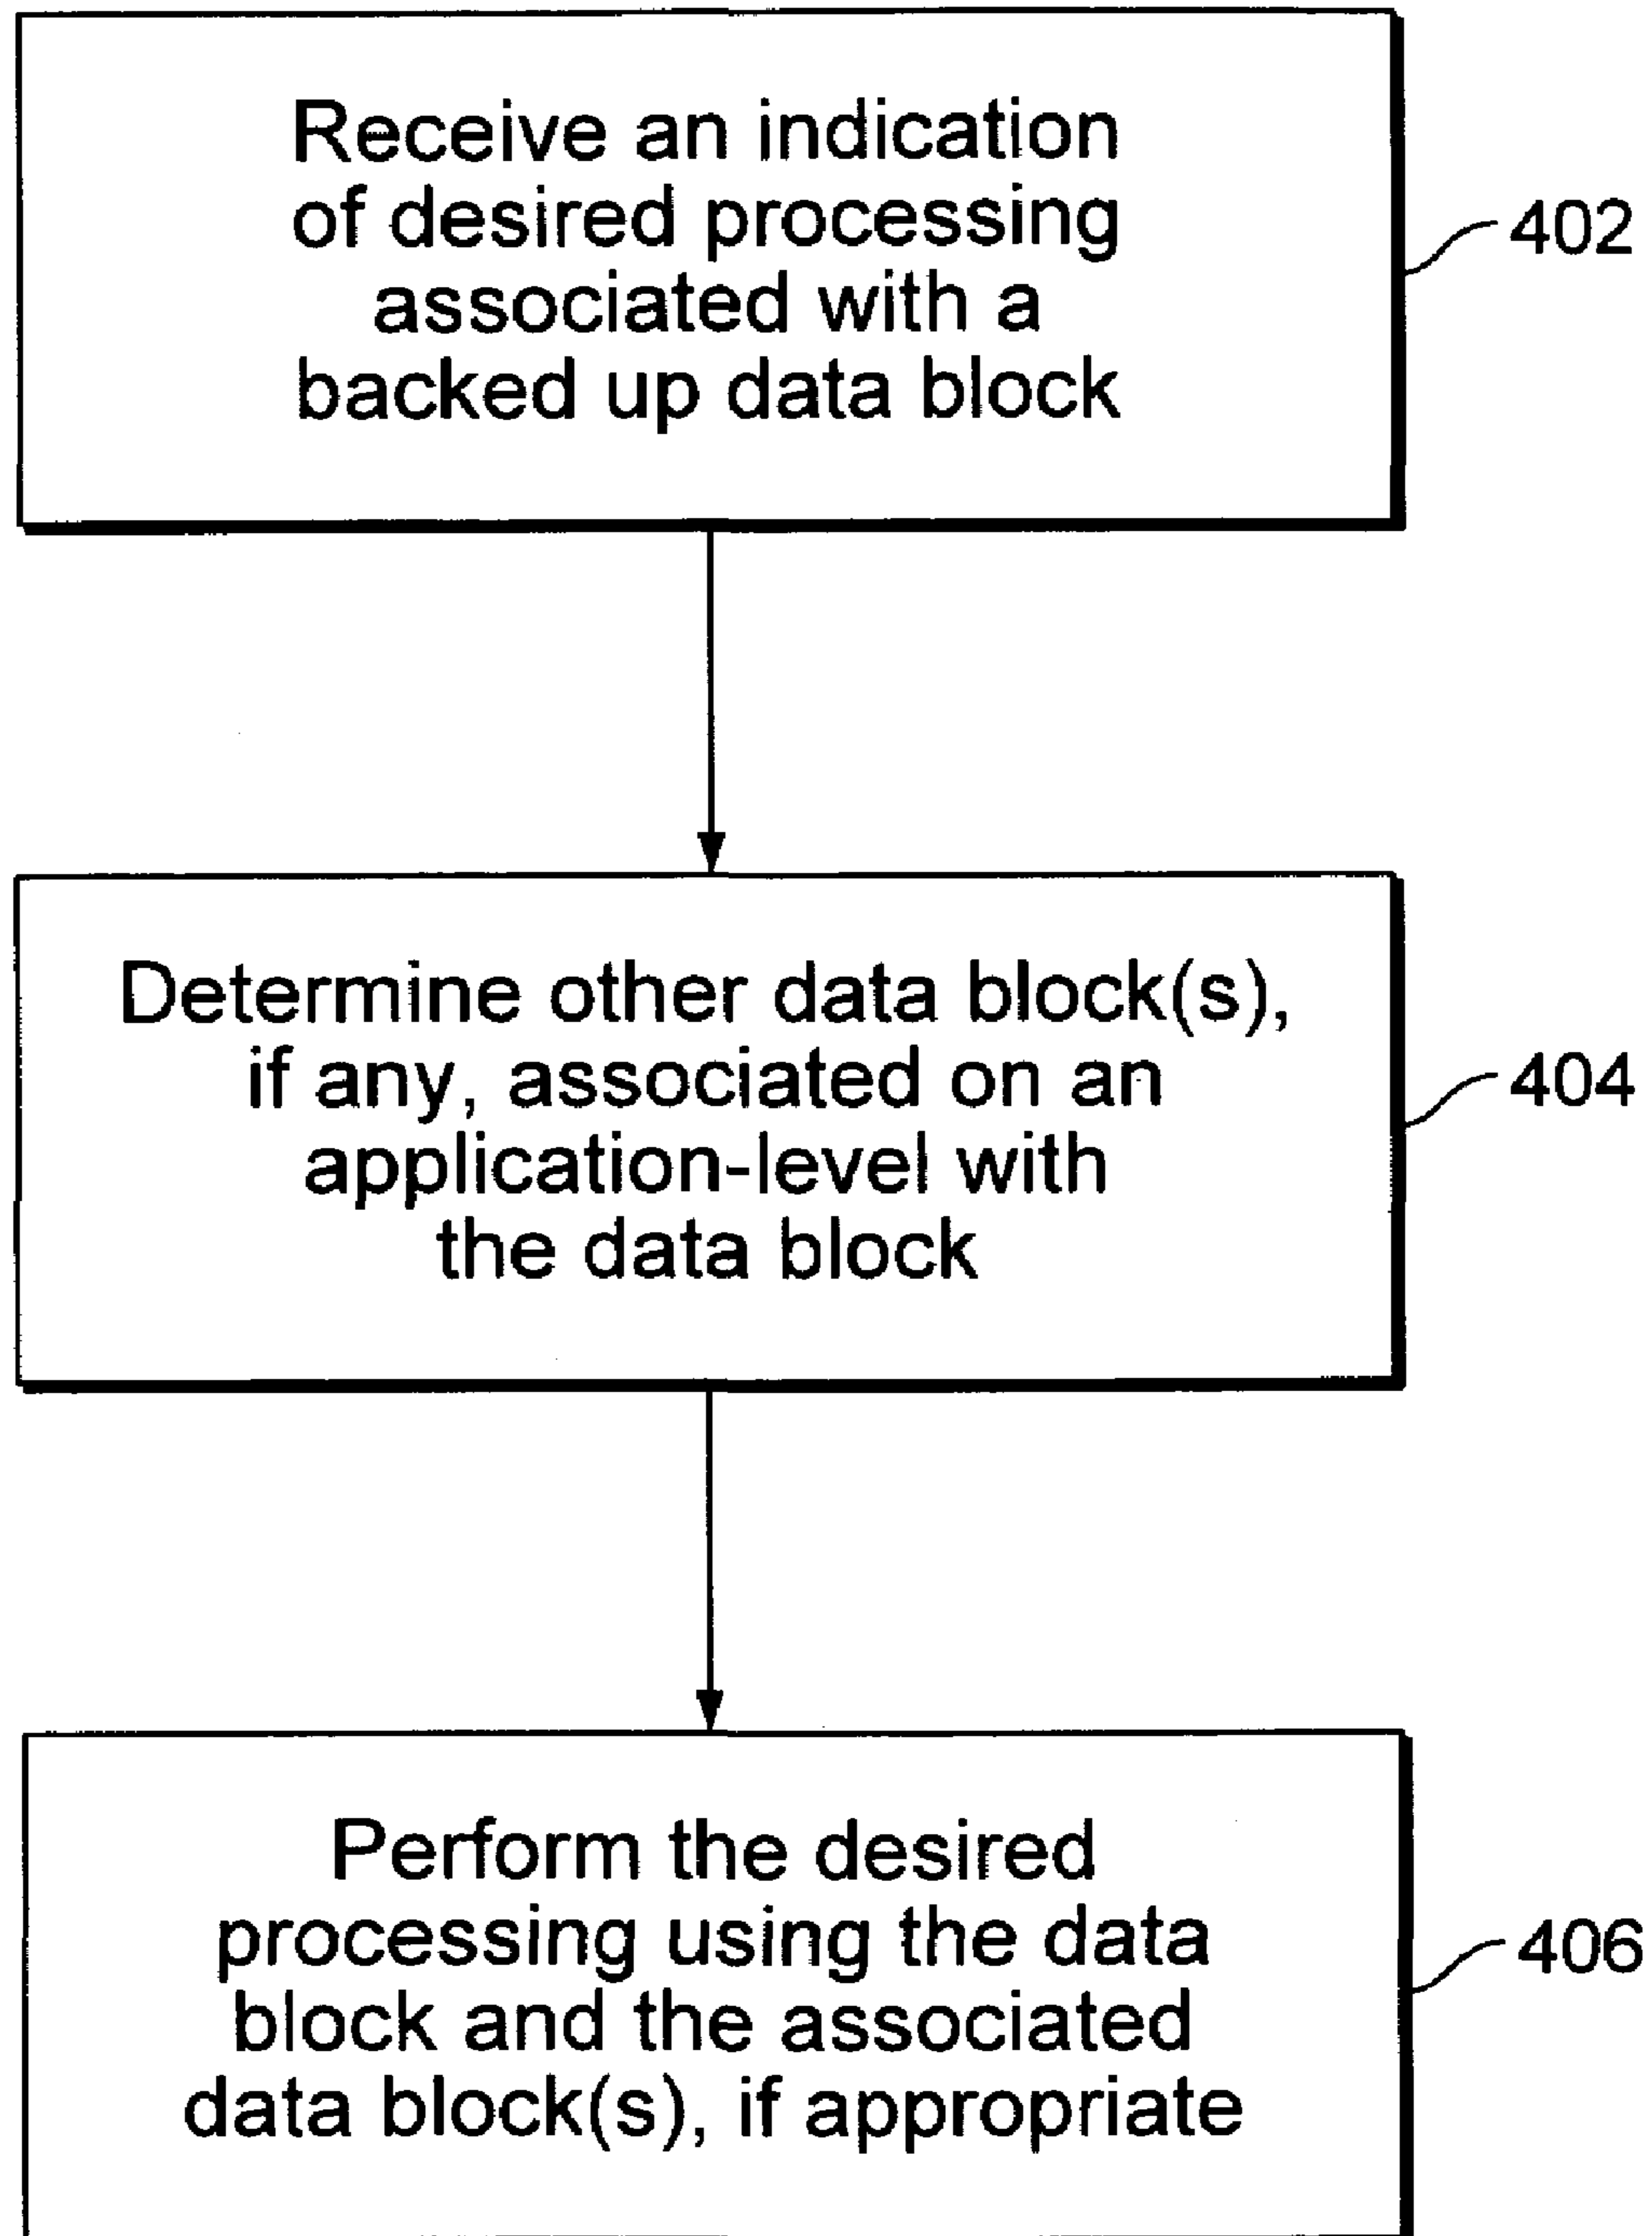 Receive an indication
of desired processing
associated with a
backed up data block
402
Determine other data block(s),
if any, associated on an
application-level with
the data block
404
Perform the desired
processing using the data
block and the associated
data block(s), if appropriate
406